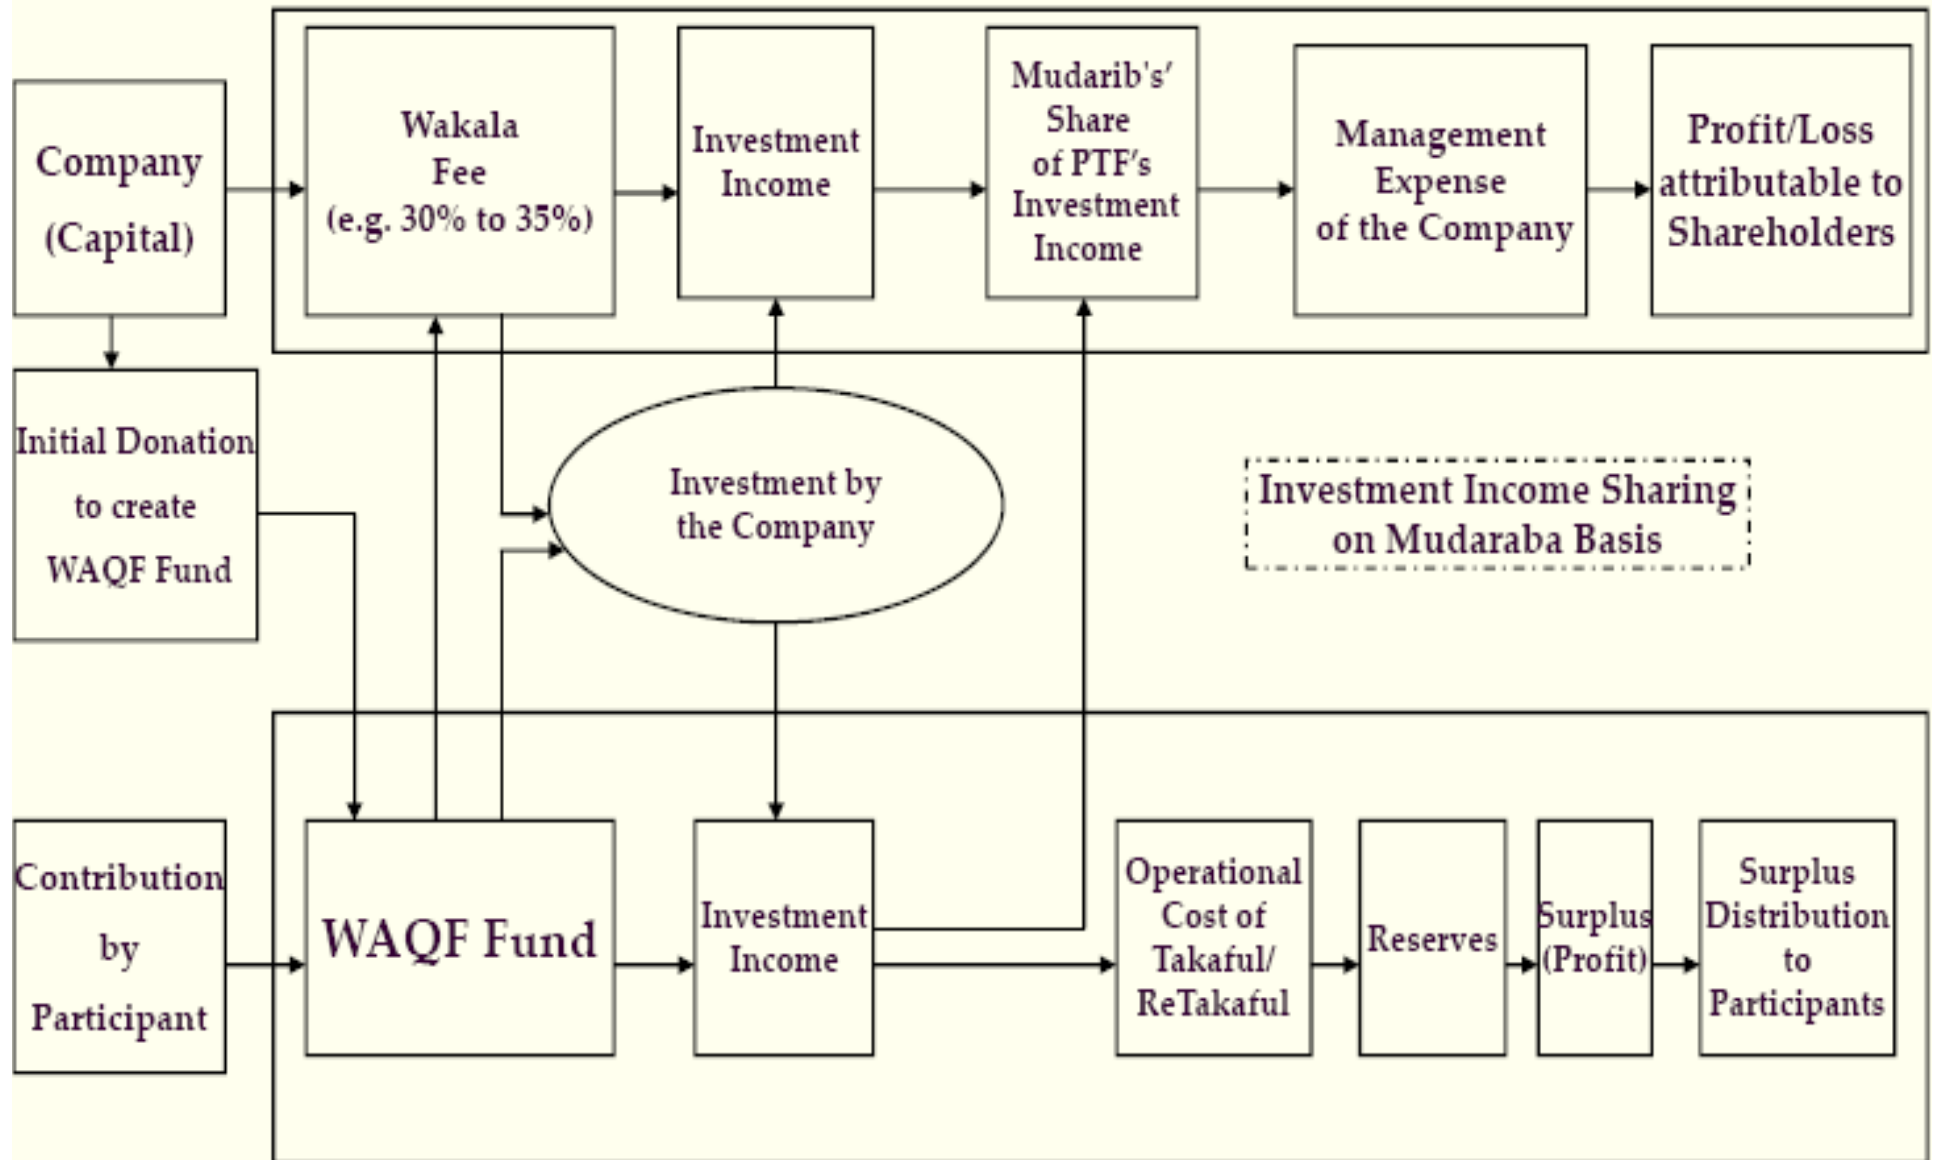 Company
(Capital)
Wakala
Fee
(e.g. 30% to 35%)
Investment
Income
Mudarib's’
Share
of PTF’s
Investment
Income
Management
Expense
of the Company
Profit/Loss
attributable to
Shareholders
Initial Donation
to create
WAQF Fund
Investment by
the Company
Investment Income Sharing
on Mudaraba Basis
Contribution
by
Participant
WAQF Fund
Investment
Income
Operational
Cost of
Takaful/
ReTakaful
Reserves
Surplus
(Profit)
Surplus
Distribution
to
Participants